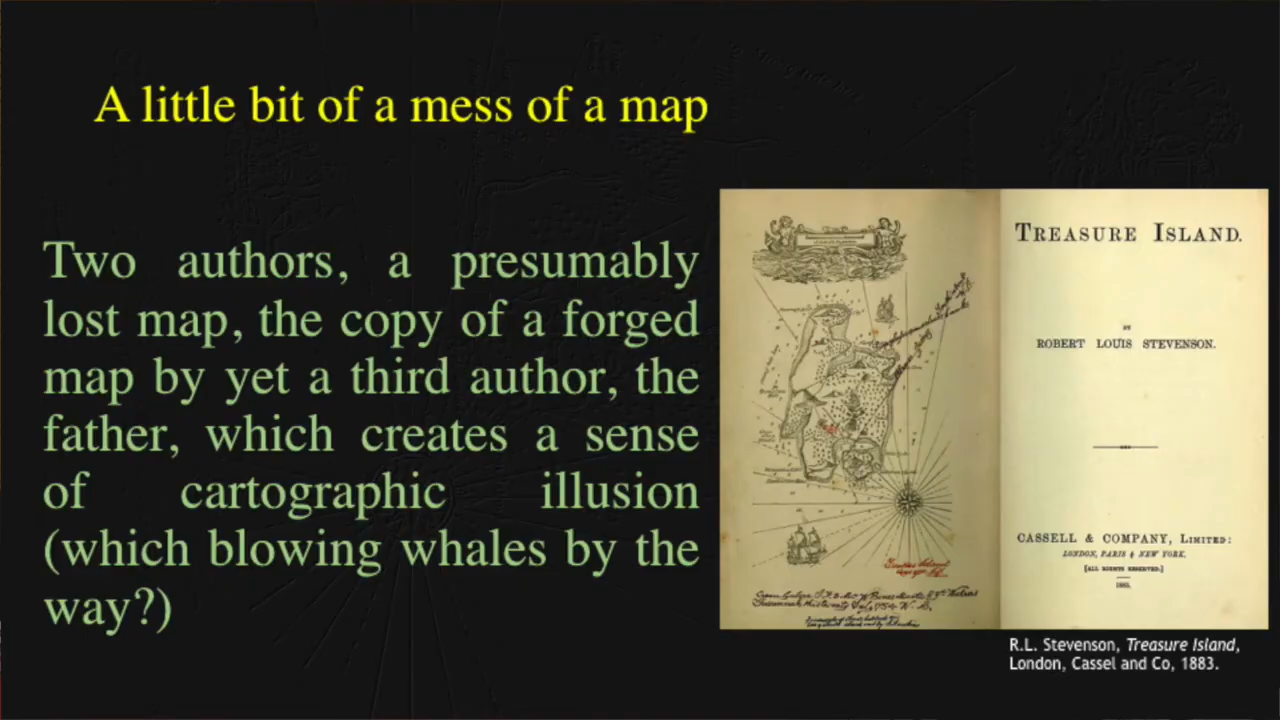 A little bit of a mess of a map
Two authors, a presumably
lost map, the copy of a forged
map by yet a third author, the
father, which creates a sense
of cartographic illusion
(which blowing whales by the
way?)
TREASURE ISLAND.
BY
ROBERT LOUIS STEVENSON.
CASSELL & COMPANY, LIMITED:
LONDON, PARIS & NEW YORK.
[ALL RIGHTS RESERVED.]
1883.
R.L. Stevenson, Treasure Island,
London, Cassel and Co, 1883.